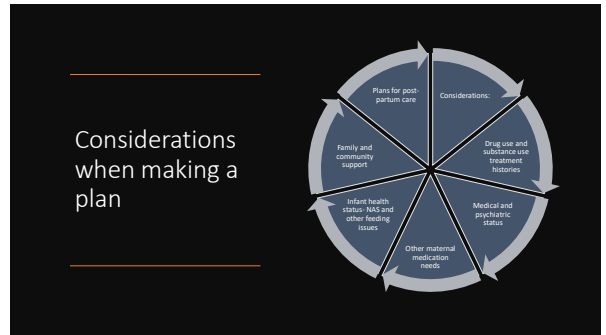 Considerations
when making a
plan
Considerations:
Drug use and
substance use
treatment
histories
Medical and
psychiatric
status
Other maternal
medication
needs
Infant health
status- NAS and
other feeding
issues
Family and
community
support
Plans for post-
partum care